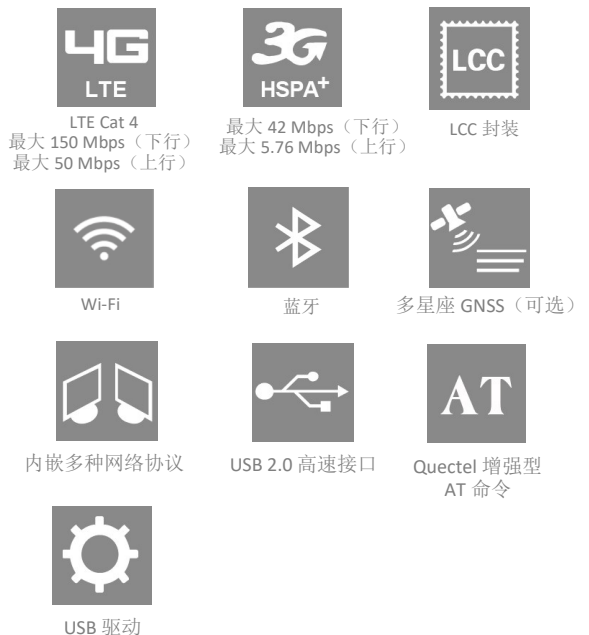 4G
LTE
LTE Cat 4
最大 150 Mbps（下行）
最大 50 Mbps（上行）
3G
HSPA+
最大 42 Mbps（下行）
最大 5.76 Mbps（上行）
LCC
LCC 封装
Wi-Fi
蓝牙
多星座 GNSS（可选）
内嵌多种网络协议
USB 2.0 高速接口
AT
Quectel 增强型
AT 命令
USB 驱动